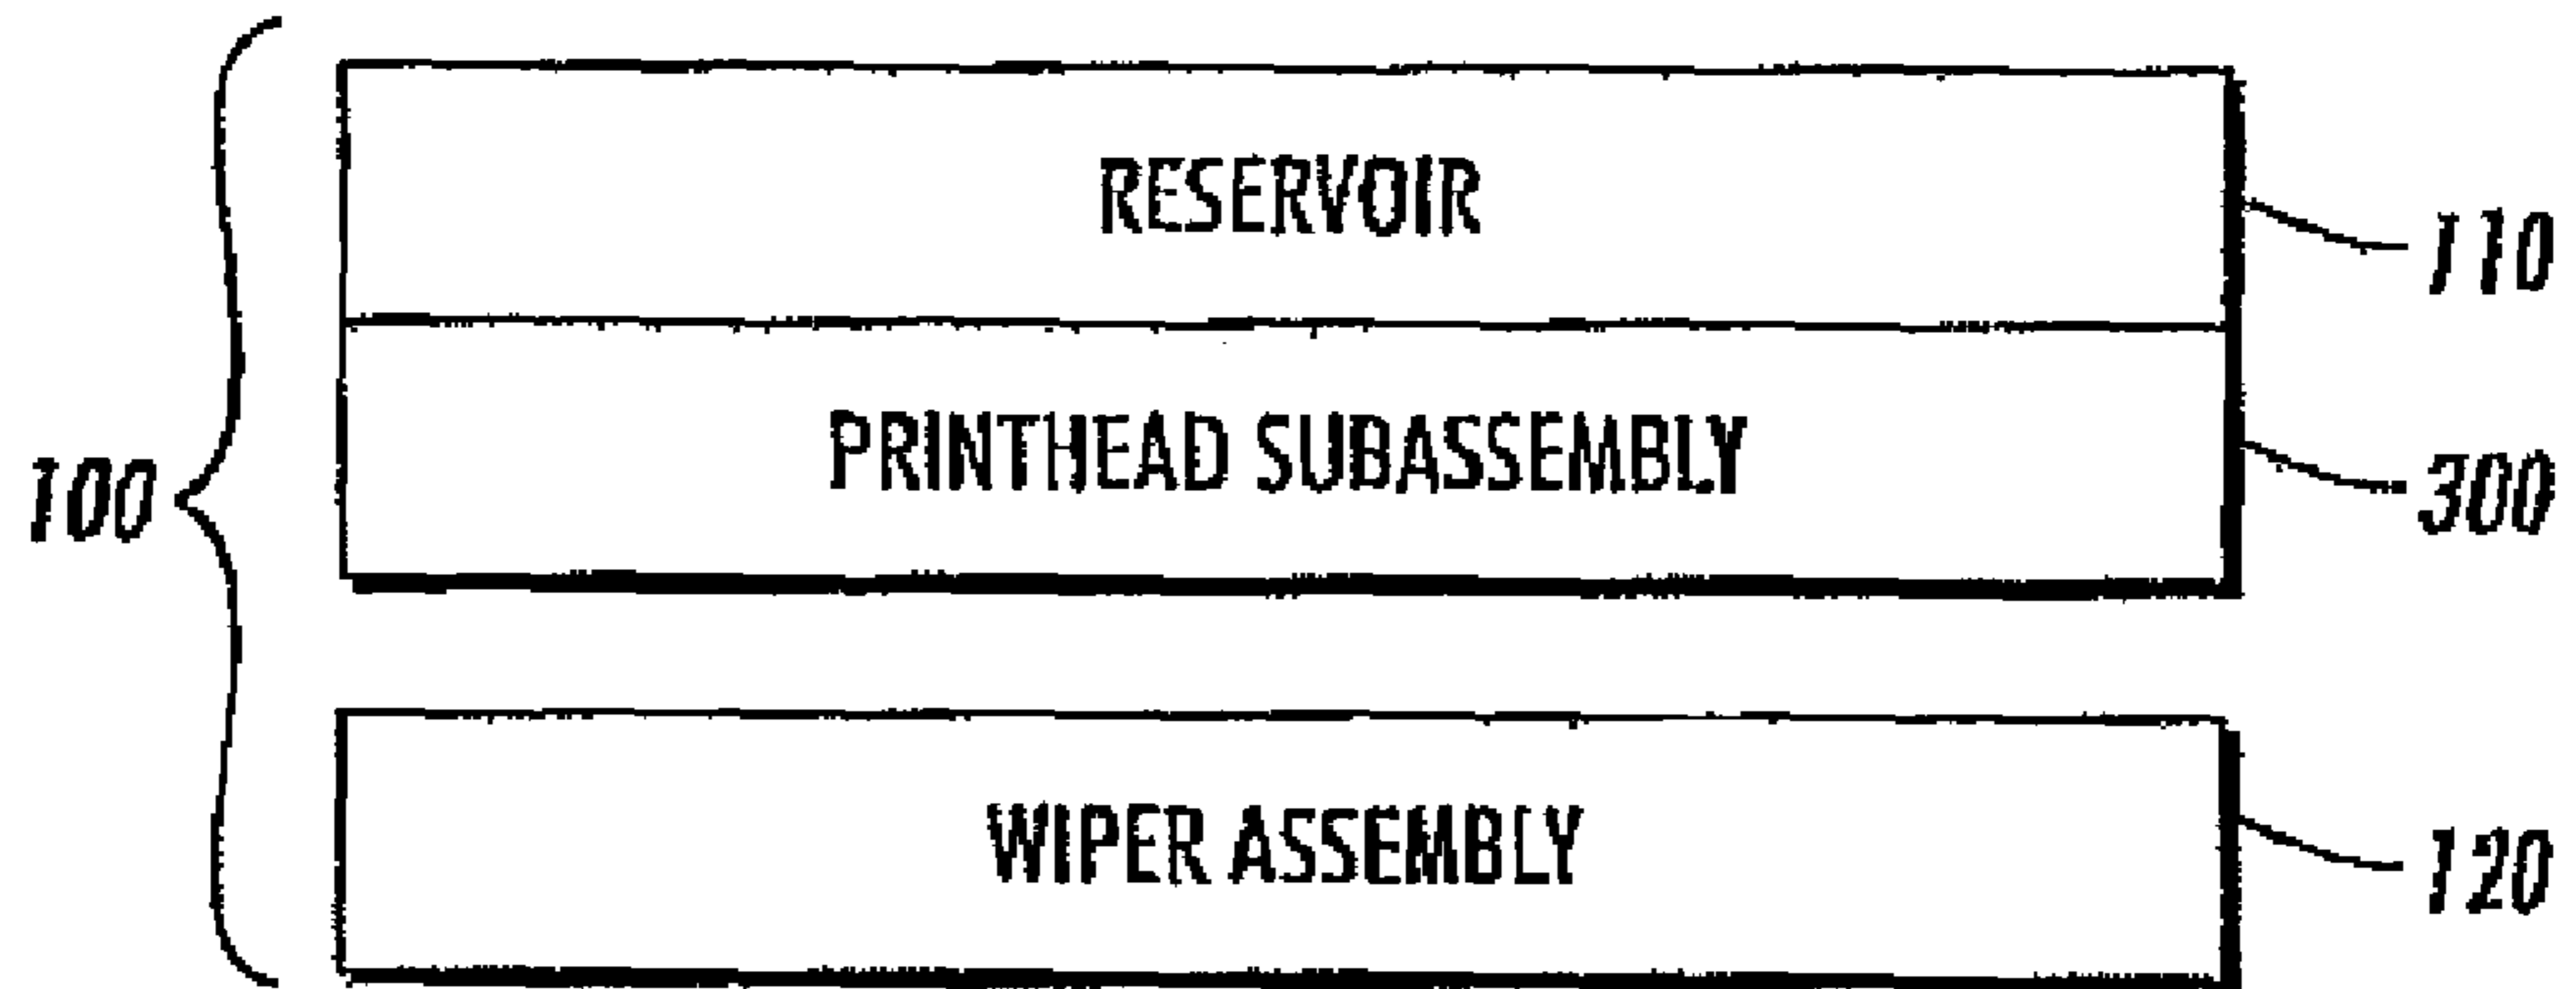 RESERVOIR
110
100
PRINTHEAD SUBASSEMBLY
300
WIPER ASSEMBLY
120